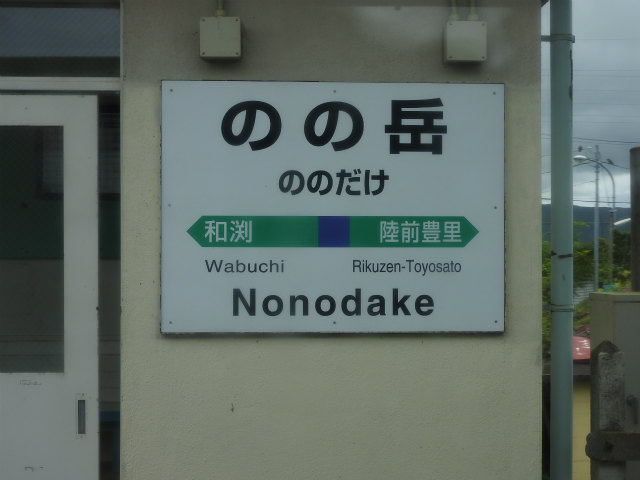 のの岳
ののだけ
和渕 陸前豊里
Wabuchi Rikuzen-Toyosato
Nonodake